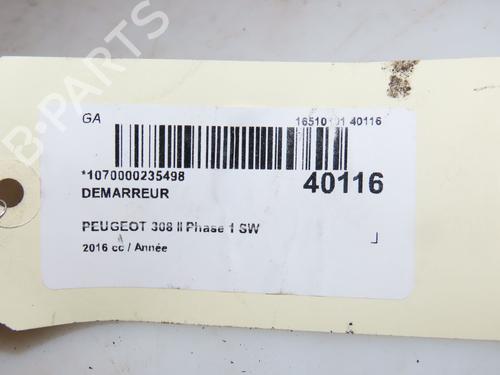 GA
16510101 40116
*1070000235498
40116
DEMARREUR
PEUGEOT 308 II Phase 1 SW
2016 cc / Année
B-PARTS